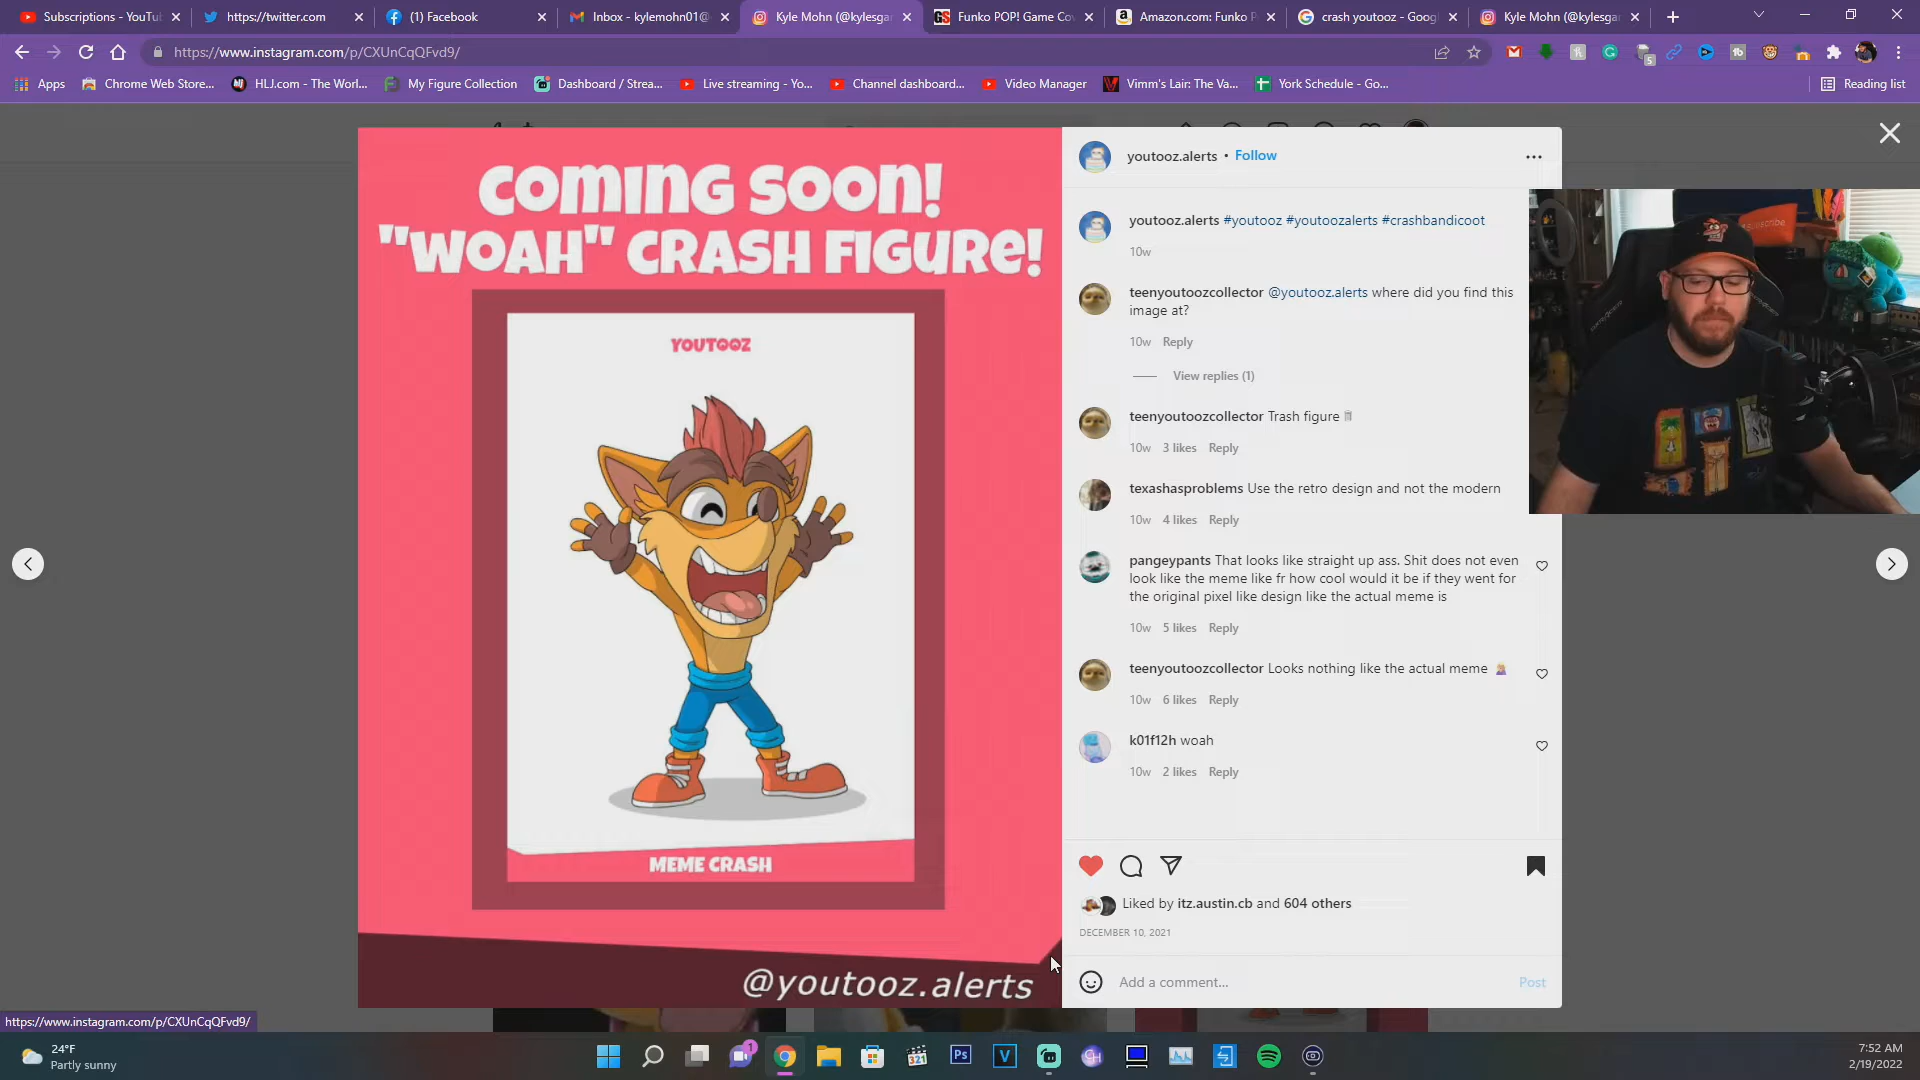 Subscriptions - YouTu
https://twitter.com
(1) Facebook
Inbox - kylemohn01@
Kyle Mohn (@kylesga
Funko POP! Game Co
Amazon.com: Funko P
crash youtooz - Goog
Kyle Mohn (@kylesga
https://www.instagram.com/p/CXUnCqQFvd9/
5
Apps
Chrome Web Store...
HLJ.com - The Worl...
My Figure Collection
Dashboard / Strea...
Live streaming - Yo...
Channel dashboard...
Video Manager
Vimm's Lair: The Va...
York Schedule - Go...
Reading list
COMING SOON!
"WOAH" CRASH FIGURE!
YOUTOOZ
MEME CRASH
@youtooz.alerts
youtooz.alerts • Follow
youtooz.alerts #youtooz #youtoozalerts #crashbandicoot
10w
teenyoutoozcollector @youtooz.alerts where did you find this
image at?
10w Reply
View replies (1)
teenyoutoozcollector Trash figure
10w 3 likes Reply
texashasproblems Use the retro design and not the modern
10w 4 likes Reply
pangeypants That looks like straight up ass. Shit does not even
look like the meme like fr how cool would it be if they went for
the original pixel like design like the actual meme is
10w 5 likes Reply
teenyoutoozcollector Looks nothing like the actual meme
10w 6 likes Reply
k01f12h woah
10w 2 likes Reply
Liked by itz.austin.cb and 604 others
DECEMBER 10, 2021
Add a comment...
Post
https://www.instagram.com/p/CXUnCqQFvd9/
24°F
Partly sunny
1
321
Ps
V
7:52 AM
2/19/2022